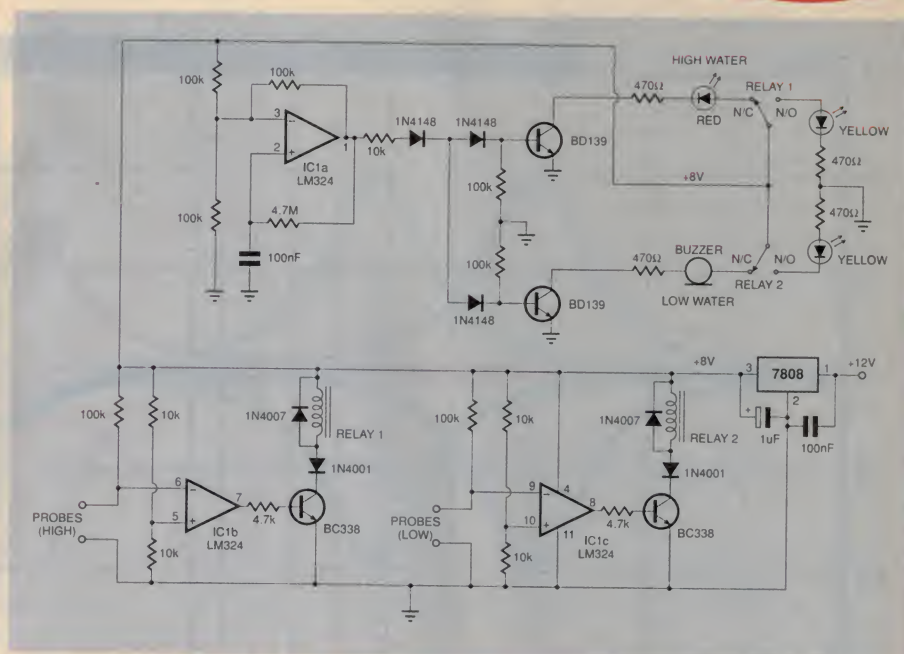 HIGH WATER
100k
100k
470Ω
RELAY 1
1N4148
1N4148
N/C
N/O
3
−
RED
2
+
1
10k
BD139
YELLOW
IC1a
LM324
100k
+8V
470Ω
4.7M
100k
470Ω
100nF
100k
BUZZER
N/C
N/O
470Ω
YELLOW
RELAY 2
BD139
LOW WATER
1N4148
+8V
+12V
3
7808
1
2
100k
10k
1N4007
RELAY 1
100k
10k
1N4007
RELAY 2
+
1uF
100nF
1N4001
1N4001
6
−
7
4.7k
9
−
4
8
4.7k
PROBES
(HIGH)
5
+
BC338
PROBES
(LOW)
10
+
11
BC338
IC1b
LM324
IC1c
LM324
10k
10k